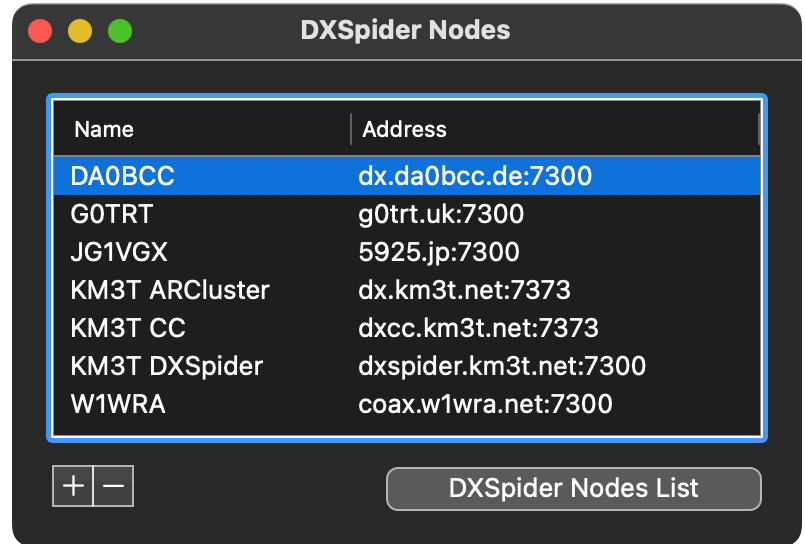 DXSpider Nodes
Name Address
DA0BCC dx.da0bcc.de:7300
G0TRT g0trt.uk:7300
JG1VGX 5925.jp:7300
KM3T ARCluster dx.km3t.net:7373
KM3T CC dxcc.km3t.net:7373
KM3T DXSpider dxspider.km3t.net:7300
W1WRA coax.w1wra.net:7300
+ − DXSpider Nodes List